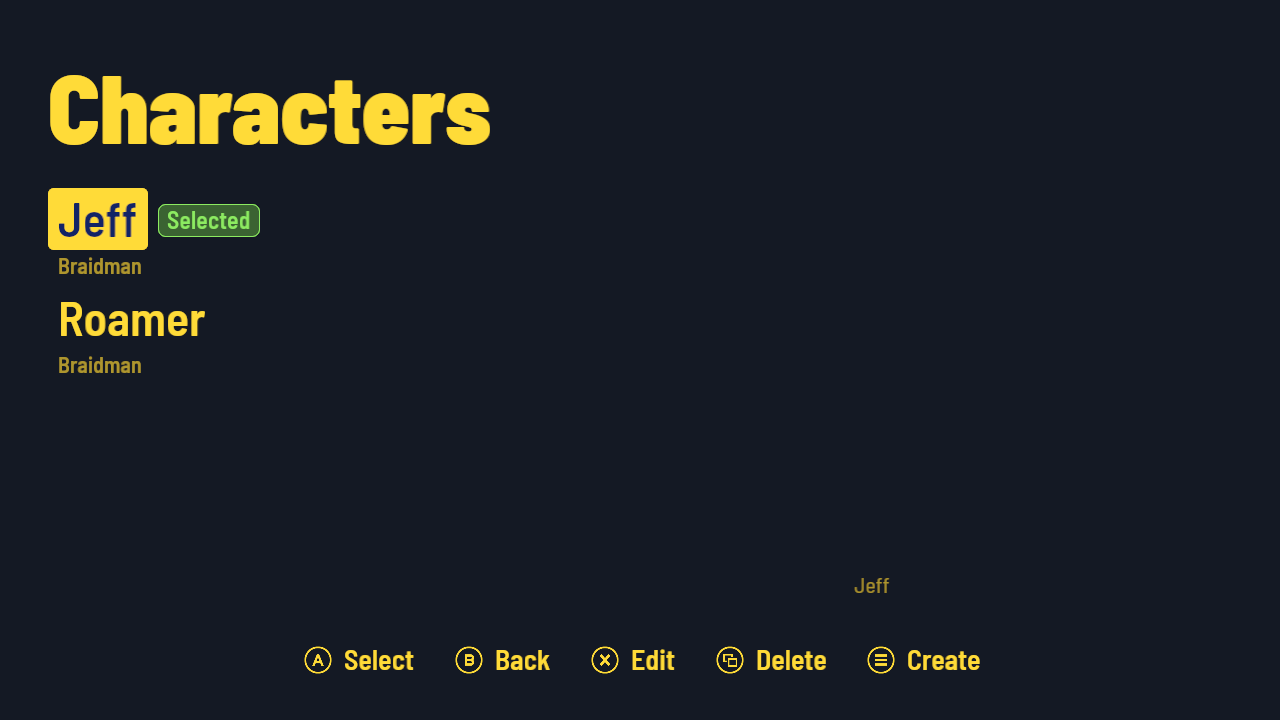 Characters
Jeff Selected
Braidman
Roamer
Braidman
Jeff
A Select B Back X Edit Delete Create